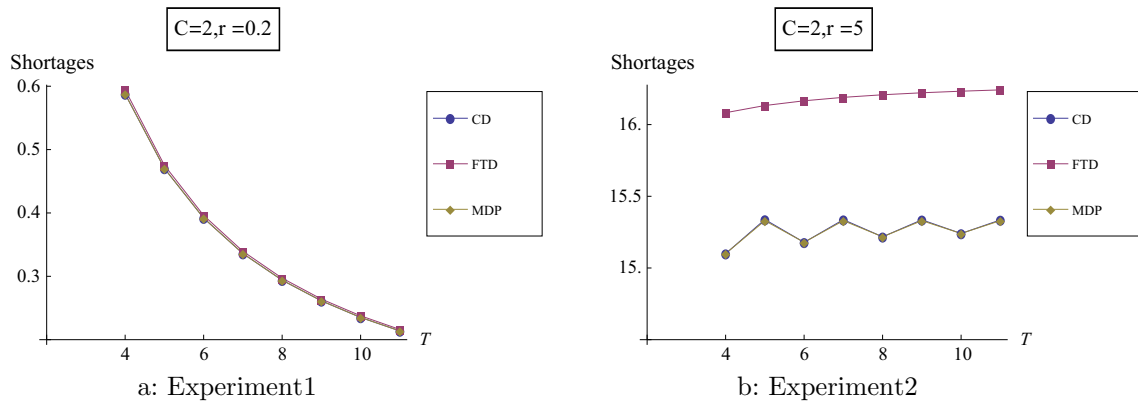 C=2,r =0.2
Shortages
0.6
0.5
0.4
0.3
4 6 8 10
T
CD
FTD
MDP
a: Experiment1
C=2,r =5
Shortages
16.
15.5
15.
4 6 8 10
T
CD
FTD
MDP
b: Experiment2